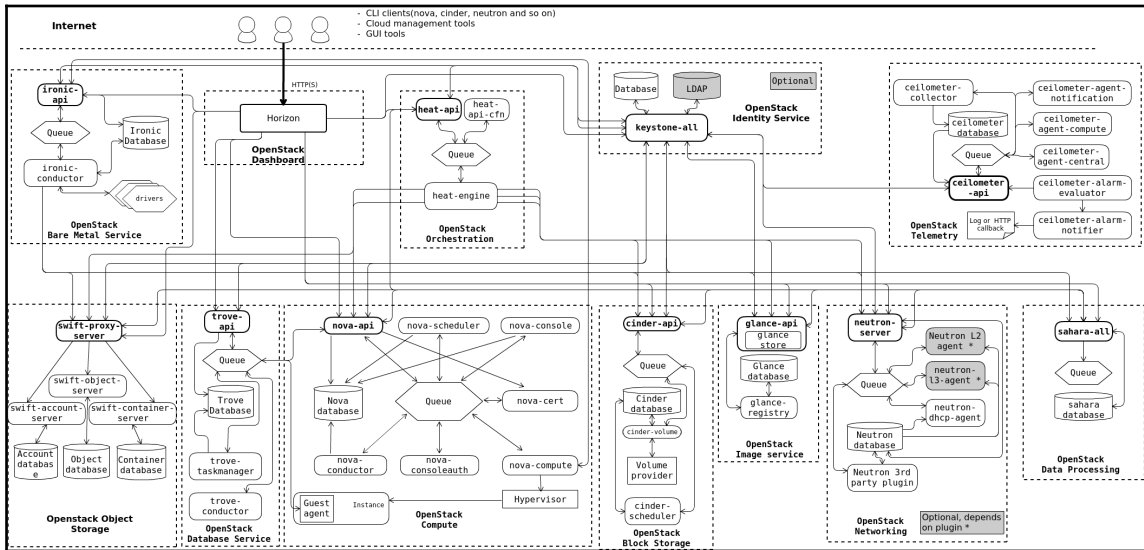 Internet
- CLI clients(nova, cinder, neutron and so on)
- Cloud management tools
- GUI tools
HTTP(S)
ironic-
api
Queue
Ironic
Database
ironic-
conductor
drivers
OpenStack
Bare Metal Service
Horizon
OpenStack
Dashboard
heat-api
heat-
api-cfn
Queue
heat-engine
OpenStack
Orchestration
Database
LDAP
Optional
OpenStack
Identity Service
keystone-all
ceilometer-
collector
ceilometer-agent-
notification
ceilometer
database
ceilometer-
agent-compute
Queue
ceilometer-
agent-central
ceilometer
-api
ceilometer-alarm-
evaluator
Log or HTTP
callback
ceilometer-alarm-
notifier
OpenStack
Telemetry
swift-proxy-
server
swift-object-
server
swift-account-
server
swift-container-
server
Account
databas
e
Object
database
Container
database
Openstack Object
Storage
trove-
api
Queue
Trove
Database
trove-
taskmanager
trove-
conductor
OpenStack
Database Service
nova-api
nova-scheduler
nova-console
Nova
database
Queue
nova-cert
nova-
conductor
nova-
consoleauth
nova-compute
Guest
agent
Instance
Hypervisor
OpenStack
Compute
cinder-api
Queue
Cinder
database
cinder-volume
Volume
provider
cinder-
scheduler
OpenStack
Block Storage
glance-api
glance
store
Glance
database
glance-
registry
OpenStack
Image service
neutron-
server
Neutron L2
agent *
Queue
neutron-
l3-agent *
neutron-
dhcp-agent
Neutron
database
Neutron 3rd
party plugin
OpenStack
Networking
Optional, depends
on plugin *
sahara-all
Queue
sahara
database
OpenStack
Data Processing